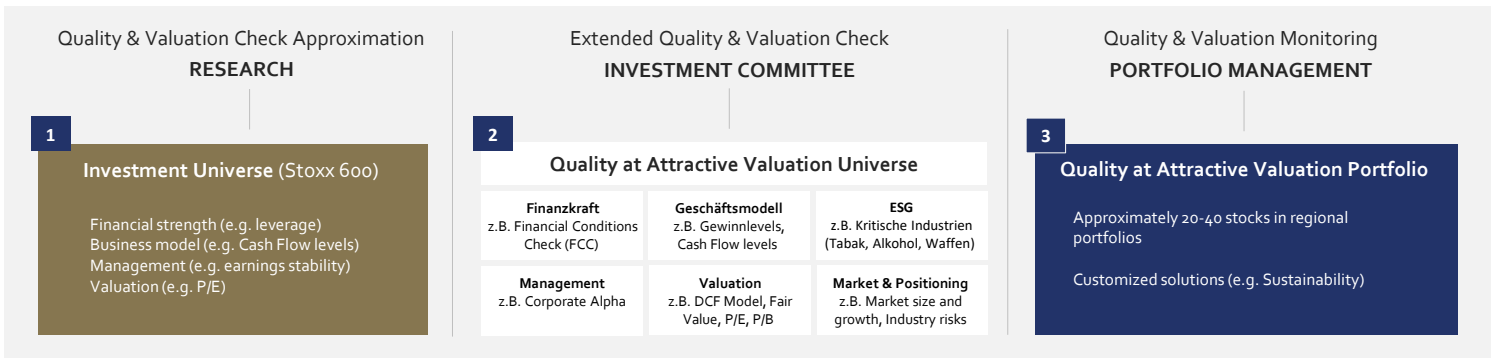 Quality & Valuation Check Approximation
RESEARCH
1
Investment Universe (Stoxx 600)
Financial strength (e.g. leverage)
Business model (e.g. Cash Flow levels)
Management (e.g. earnings stability)
Valuation (e.g. P/E)
Extended Quality & Valuation Check
INVESTMENT COMMITTEE
2
Quality at Attractive Valuation Universe
Finanzkraft
z.B. Financial Conditions
Check (FCC)
Geschäftsmodell
z.B. Gewinnlevels,
Cash Flow levels
ESG
z.B. Kritische Industrien
(Tabak, Alkohol, Waffen)
Management
z.B. Corporate Alpha
Valuation
z.B. DCF Model, Fair
Value, P/E, P/B
Market & Positioning
z.B. Market size and
growth, Industry risks
Quality & Valuation Monitoring
PORTFOLIO MANAGEMENT
3
Quality at Attractive Valuation Portfolio
Approximately 20-40 stocks in regional
portfolios
Customized solutions (e.g. Sustainability)